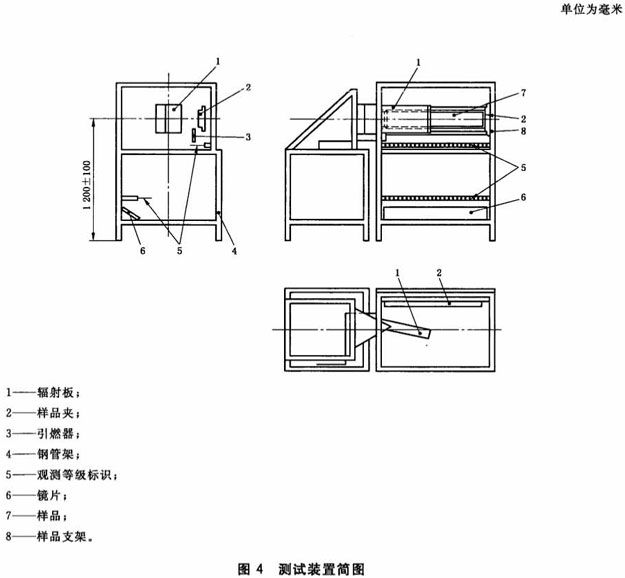 单位为毫米
1
2
3
1 200±100
6
5
4
1
7
2
8
5
6
1
2
1——辐射板；
2——样品夹；
3——引燃器；
4——钢管架；
5——观测等级标识；
6——镜片；
7——样品；
8——样品支架。
图 4 测试装置简图